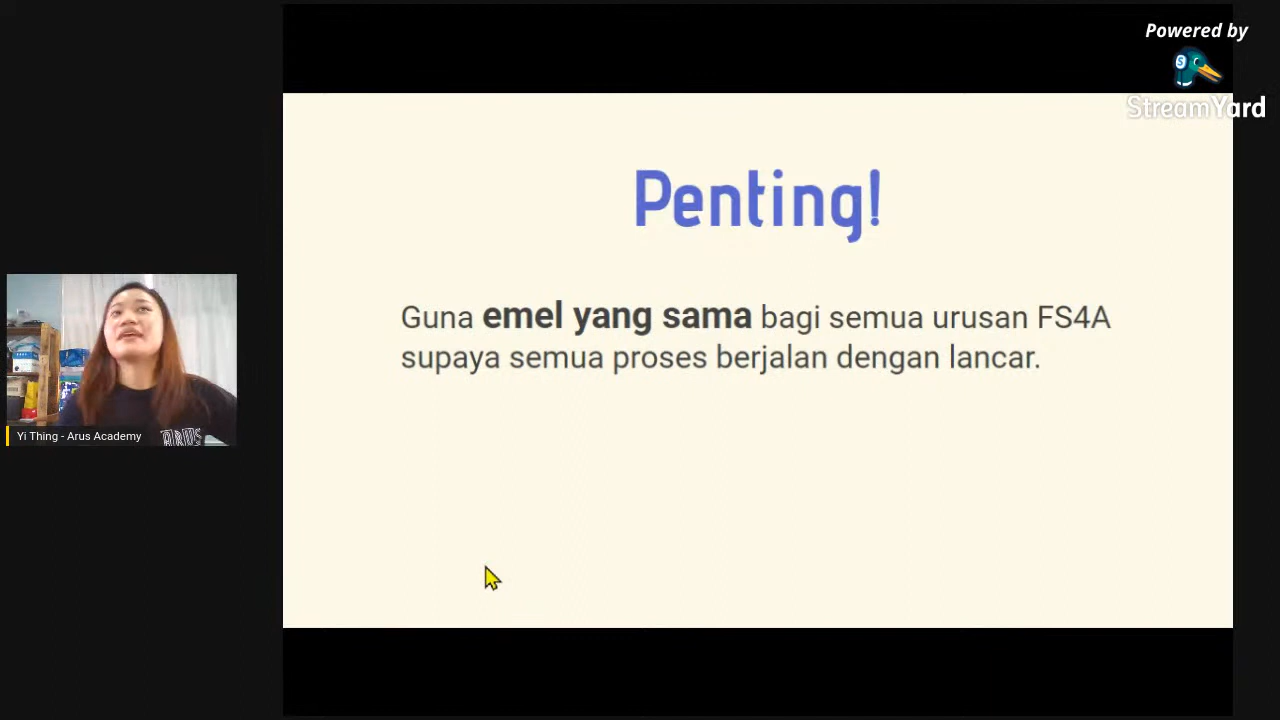 Powered by
StreamYard
Penting!
Guna emel yang sama bagi semua urusan FS4A
supaya semua proses berjalan dengan lancar.
Yi Thing - Arus Academy
ARUS